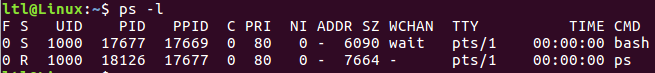 ltl@Linux:~$ ps -l
F S   UID   PID  PPID  C PRI  NI ADDR SZ WCHAN  TTY          TIME CMD
0 S  1000 17677 17669  0  80   0 -  6090 wait   pts/1    00:00:00 bash
0 R  1000 18126 17677  0  80   0 -  7664 -      pts/1    00:00:00 ps